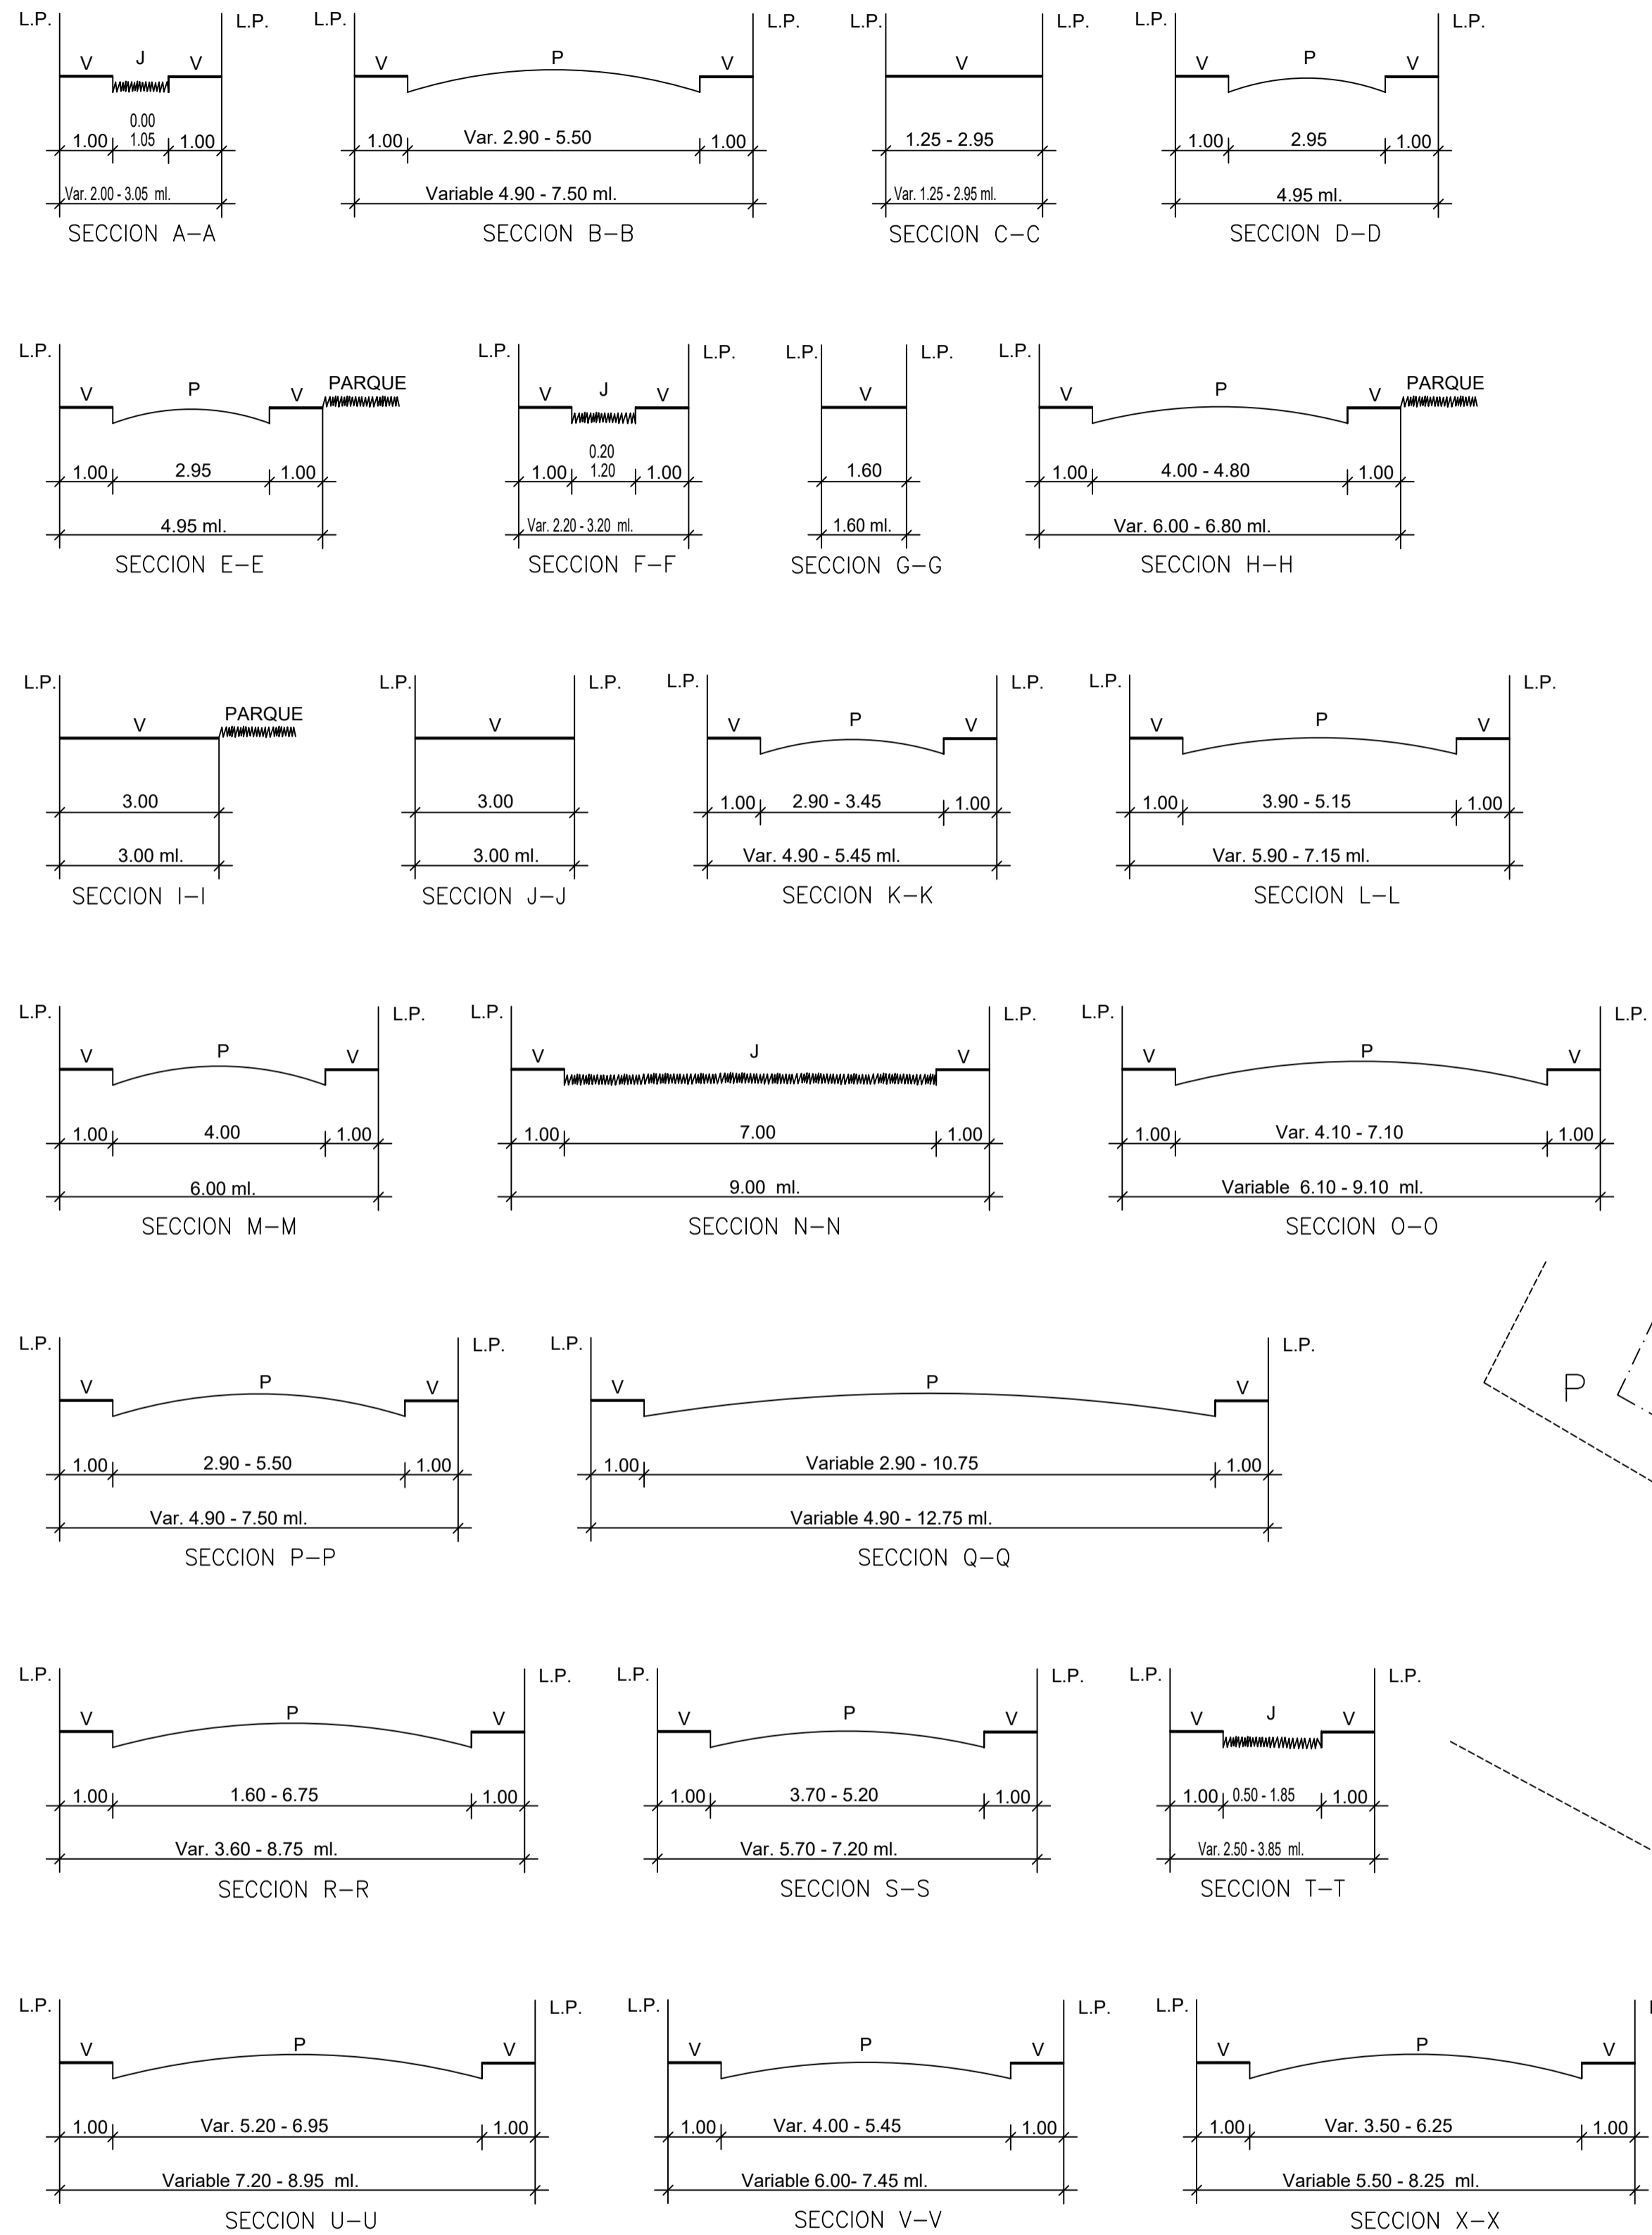 L.P. L.P. L.P. L.P. L.P. L.P. L.P.
V J V V P V V V P V
0.00
1.00 1.05 1.00 1.00 Var. 2.90 - 5.50 1.00 1.25 - 2.95 1.00 2.95 1.00
Var. 2.00 - 3.05 ml. Variable 4.90 - 7.50 ml. Var. 1.25 - 2.95 ml. 4.95 ml.
SECCION A-A SECCION B-B SECCION C-C SECCION D-D
L.P. L.P. L.P. L.P. L.P. L.P.
V P V PARQUE V J V V V P V PARQUE
0.20
1.00 2.95 1.00 1.00 1.20 1.00 1.60 1.00 4.00 - 4.80 1.00
4.95 ml. Var. 2.20 - 3.20 ml. 1.60 ml. Var. 6.00 - 6.80 ml.
SECCION E-E SECCION F-F SECCION G-G SECCION H-H
L.P. L.P. L.P. L.P. L.P. L.P. L.P.
V PARQUE V V P V V P V
3.00 3.00 1.00 2.90 - 3.45 1.00 1.00 3.90 - 5.15 1.00
3.00 ml. 3.00 ml. Var. 4.90 - 5.45 ml. Var. 5.90 - 7.15 ml.
SECCION I-I SECCION J-J SECCION K-K SECCION L-L
L.P. L.P. L.P. L.P. L.P. L.P.
V P V V J V V P V
1.00 4.00 1.00 1.00 7.00 1.00 1.00 Var. 4.10 - 7.10 1.00
6.00 ml. 9.00 ml. Variable 6.10 - 9.10 ml.
SECCION M-M SECCION N-N SECCION O-O
L.P. L.P. L.P. L.P.
V P V V P V P
1.00 2.90 - 5.50 1.00 1.00 Variable 2.90 - 10.75 1.00
Var. 4.90 - 7.50 ml. Variable 4.90 - 12.75 ml.
SECCION P-P SECCION Q-Q
L.P. L.P. L.P. L.P. L.P. L.P.
V P V V P V V J V
1.00 1.60 - 6.75 1.00 1.00 3.70 - 5.20 1.00 1.00 0.50 - 1.85 1.00
Var. 3.60 - 8.75 ml. Var. 5.70 - 7.20 ml. Var. 2.50 - 3.85 ml.
SECCION R-R SECCION S-S SECCION T-T
L.P. L.P. L.P. L.P. L.P.
V P V V P V V P V
1.00 Var. 5.20 - 6.95 1.00 1.00 Var. 4.00 - 5.45 1.00 1.00 Var. 3.50 - 6.25 1.00
Variable 7.20 - 8.95 ml. Variable 6.00- 7.45 ml. Variable 5.50 - 8.25 ml.
SECCION U-U SECCION V-V SECCION X-X